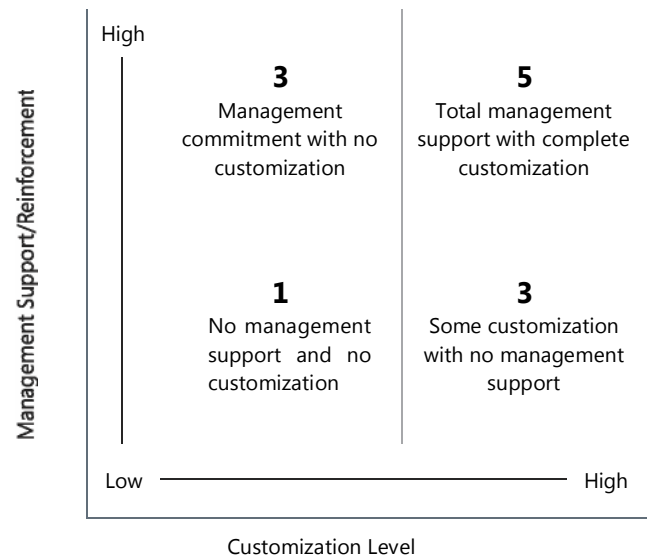 Management Support/Reinforcement
High
3
Management
commitment with no
customization
5
Total management
support with complete
customization
1
No management
support and no
customization
3
Some customization
with no management
support
Low
High
Customization Level